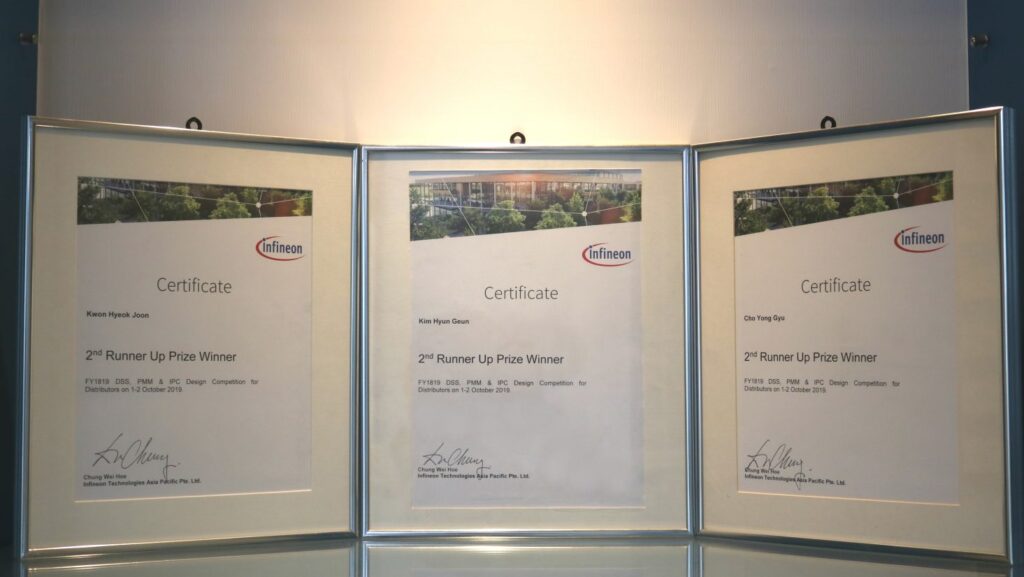 infineon
Certificate
Kwon Hyeok Joon
2nd Runner Up Prize Winner
FY1819 DSS, PMM & IPC Design Competition for
Distributors on 1-2 October 2019.
Chung Wei Hoe
Infineon Technologies Asia Pacific Pte. Ltd.
infineon
Certificate
Kim Hyun Geun
2nd Runner Up Prize Winner
FY1819 DSS, PMM & IPC Design Competition for
Distributors on 1-2 October 2019.
Chung Wei Hoe
Infineon Technologies Asia Pacific Pte. Ltd.
infineon
Certificate
Cho Yong Gyu
2nd Runner Up Prize Winner
FY1819 DSS, PMM & IPC Design Competition for
Distributors on 1-2 October 2019.
Chung Wei Hoe
Infineon Technologies Asia Pacific Pte. Ltd.